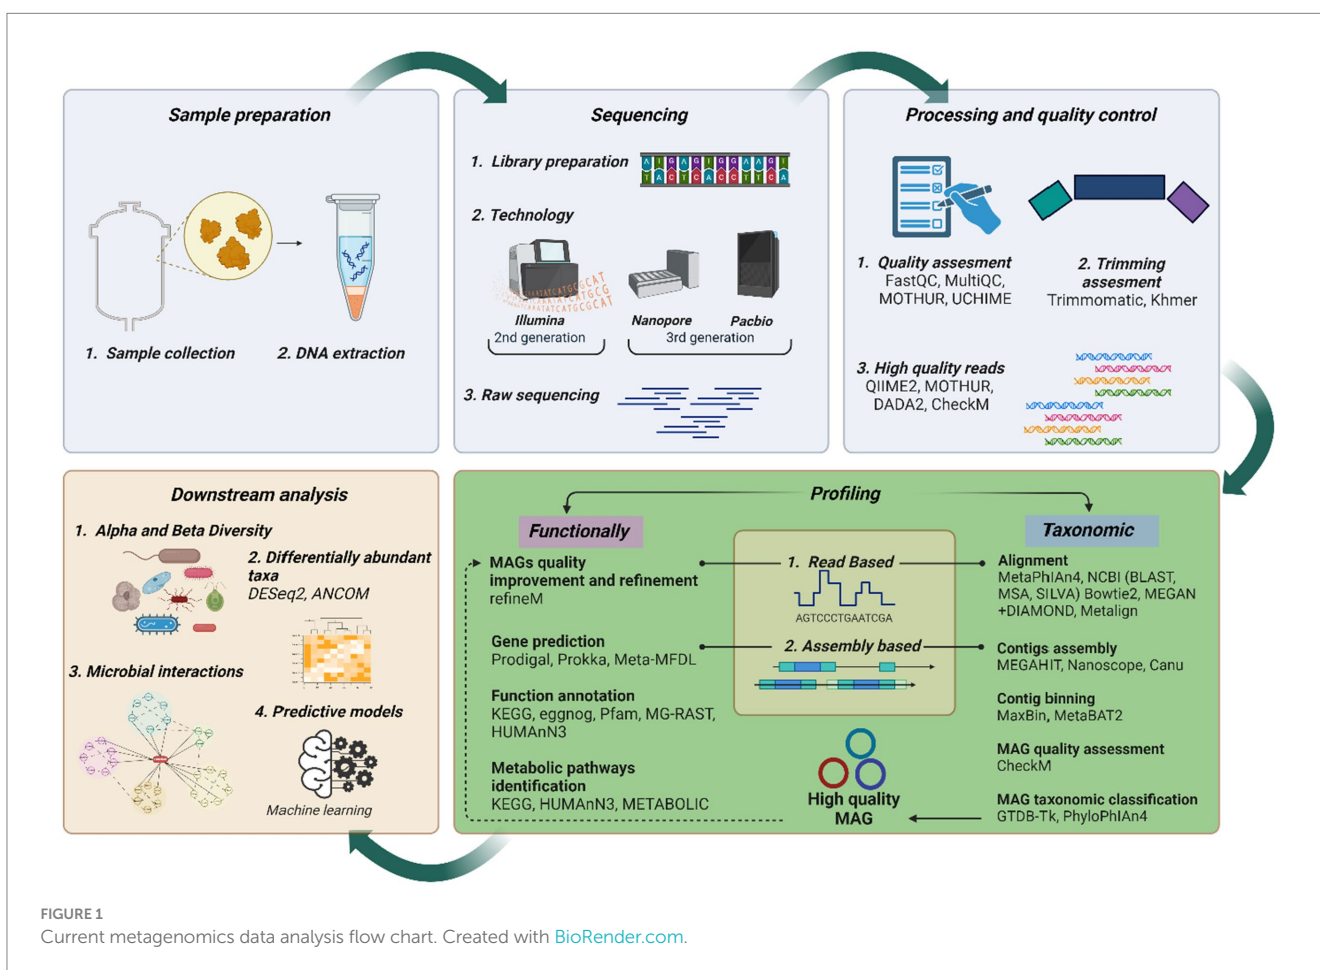 Sample preparation
1. Sample collection
2. DNA extraction
Sequencing
1. Library preparation
A T G A G T G G A A G T
T A C T C A C C T T C A
2. Technology
Illumina
2nd generation
Nanopore
Pacbio
3rd generation
3. Raw sequencing
Processing and quality control
1. Quality assesment
FastQC, MultiQC,
MOTHUR, UCHIME
2. Trimming
assesment
Trimmomatic, Khmer
3. High quality reads
QIIME2, MOTHUR,
DADA2, CheckM
Profiling
Functionally
MAGs quality
improvement and refinement
refineM
Gene prediction
Prodigal, Prokka, Meta-MFDL
Function annotation
KEGG, eggnog, Pfam, MG-RAST,
HUMAnN3
Metabolic pathways
identification
KEGG, HUMAnN3, METABOLIC
1. Read Based
AGTCCCTGAATCGA
2. Assembly based
High quality
MAG
Taxonomic
Alignment
MetaPhlAn4, NCBI (BLAST,
MSA, SILVA) Bowtie2, MEGAN
+DIAMOND, Metalign
Contigs assembly
MEGAHIT, Nanoscope, Canu
Contig binning
MaxBin, MetaBAT2
MAG quality assessment
CheckM
MAG taxonomic classification
GTDB-Tk, PhyloPhlAn4
Downstream analysis
1. Alpha and Beta Diversity
2. Differentially abundant
taxa
DESeq2, ANCOM
3. Microbial interactions
4. Predictive models
Machine learning
FIGURE 1
Current metagenomics data analysis flow chart. Created with BioRender.com.